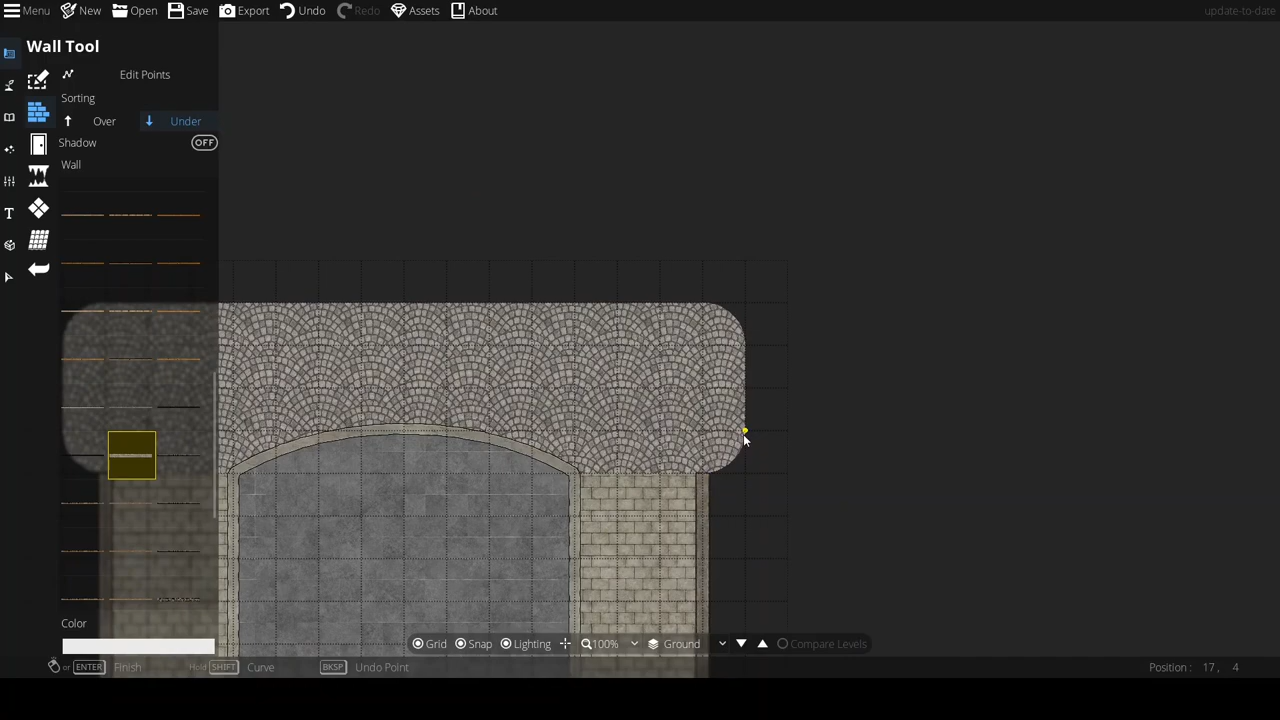 Menu New Open Save Export Undo Redo Assets About update-to-date
Wall Tool
Edit Points
Sorting
Over Under
Shadow OFF
Wall
Color
Grid Snap Lighting 100% Ground Compare Levels
or ENTER Finish Hold SHIFT Curve BKSP Undo Point Position : 17 , 4